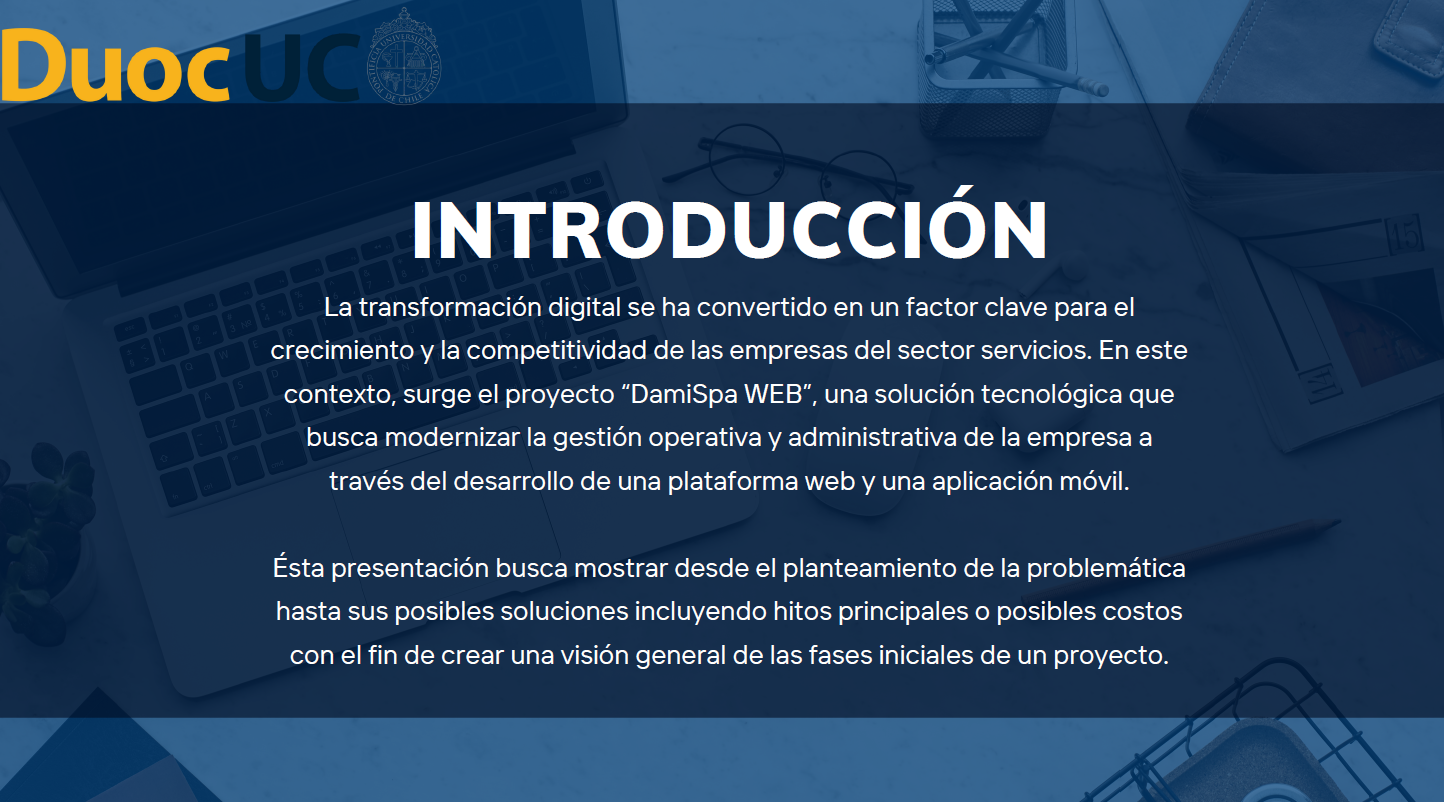 Duoc UC
INTRODUCCIÓN
La transformación digital se ha convertido en un factor clave para el
crecimiento y la competitividad de las empresas del sector servicios. En este
contexto, surge el proyecto “DamiSpa WEB”, una solución tecnológica que
busca modernizar la gestión operativa y administrativa de la empresa a
través del desarrollo de una plataforma web y una aplicación móvil.
Ésta presentación busca mostrar desde el planteamiento de la problemática
hasta sus posibles soluciones incluyendo hitos principales o posibles costos
con el fin de crear una visión general de las fases iniciales de un proyecto.